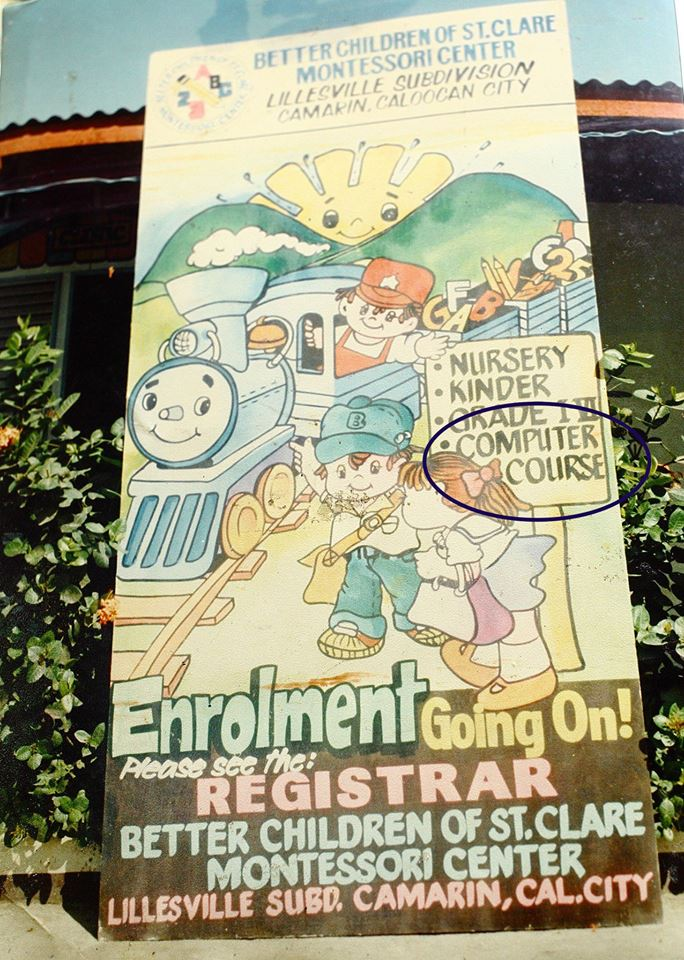 BETTER CHILDREN OF ST. CLARE
MONTESSORI CENTER
LILLESVILLE SUBDIVISION
CAMARIN, CALOOCAN CITY
• NURSERY
• KINDER
• GRADE I-III
• COMPUTER
COURSE
Enrolment Going On!
Please see the:
REGISTRAR
BETTER CHILDREN OF ST. CLARE
MONTESSORI CENTER
LILLESVILLE SUBD. CAMARIN, CAL. CITY